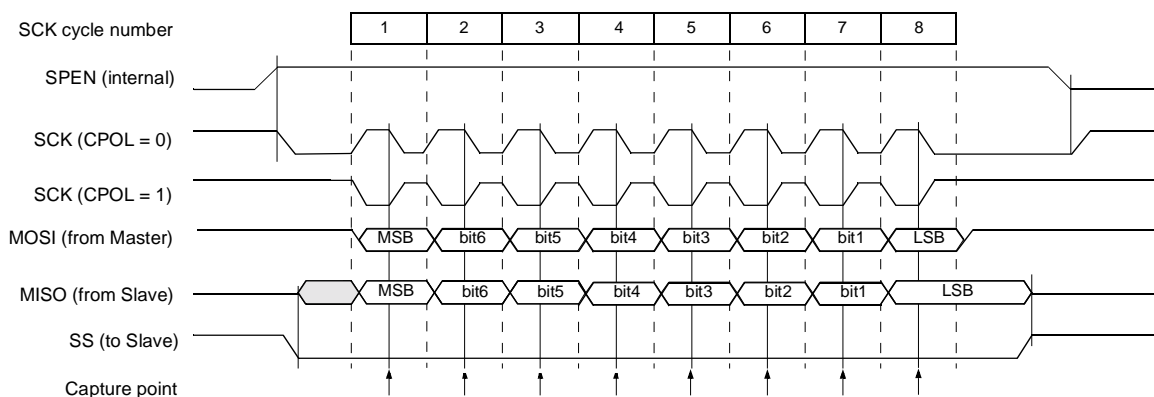 SCK cycle number 1 2 3 4 5 6 7 8
SPEN (internal)
SCK (CPOL = 0)
SCK (CPOL = 1)
MOSI (from Master) MSB bit6 bit5 bit4 bit3 bit2 bit1 LSB
MISO (from Slave) MSB bit6 bit5 bit4 bit3 bit2 bit1 LSB
SS (to Slave)
Capture point